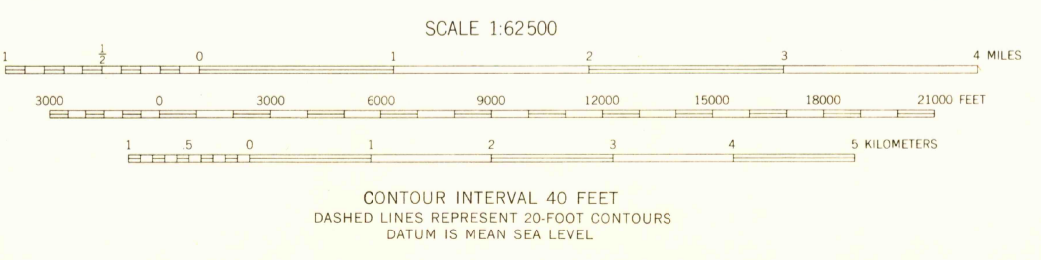 SCALE 1:62500
1 ½ 0 1 2 3 4 MILES
3000 0 3000 6000 9000 12000 15000 18000 21000 FEET
1 .5 0 1 2 3 4 5 KILOMETERS
CONTOUR INTERVAL 40 FEET
DASHED LINES REPRESENT 20-FOOT CONTOURS
DATUM IS MEAN SEA LEVEL